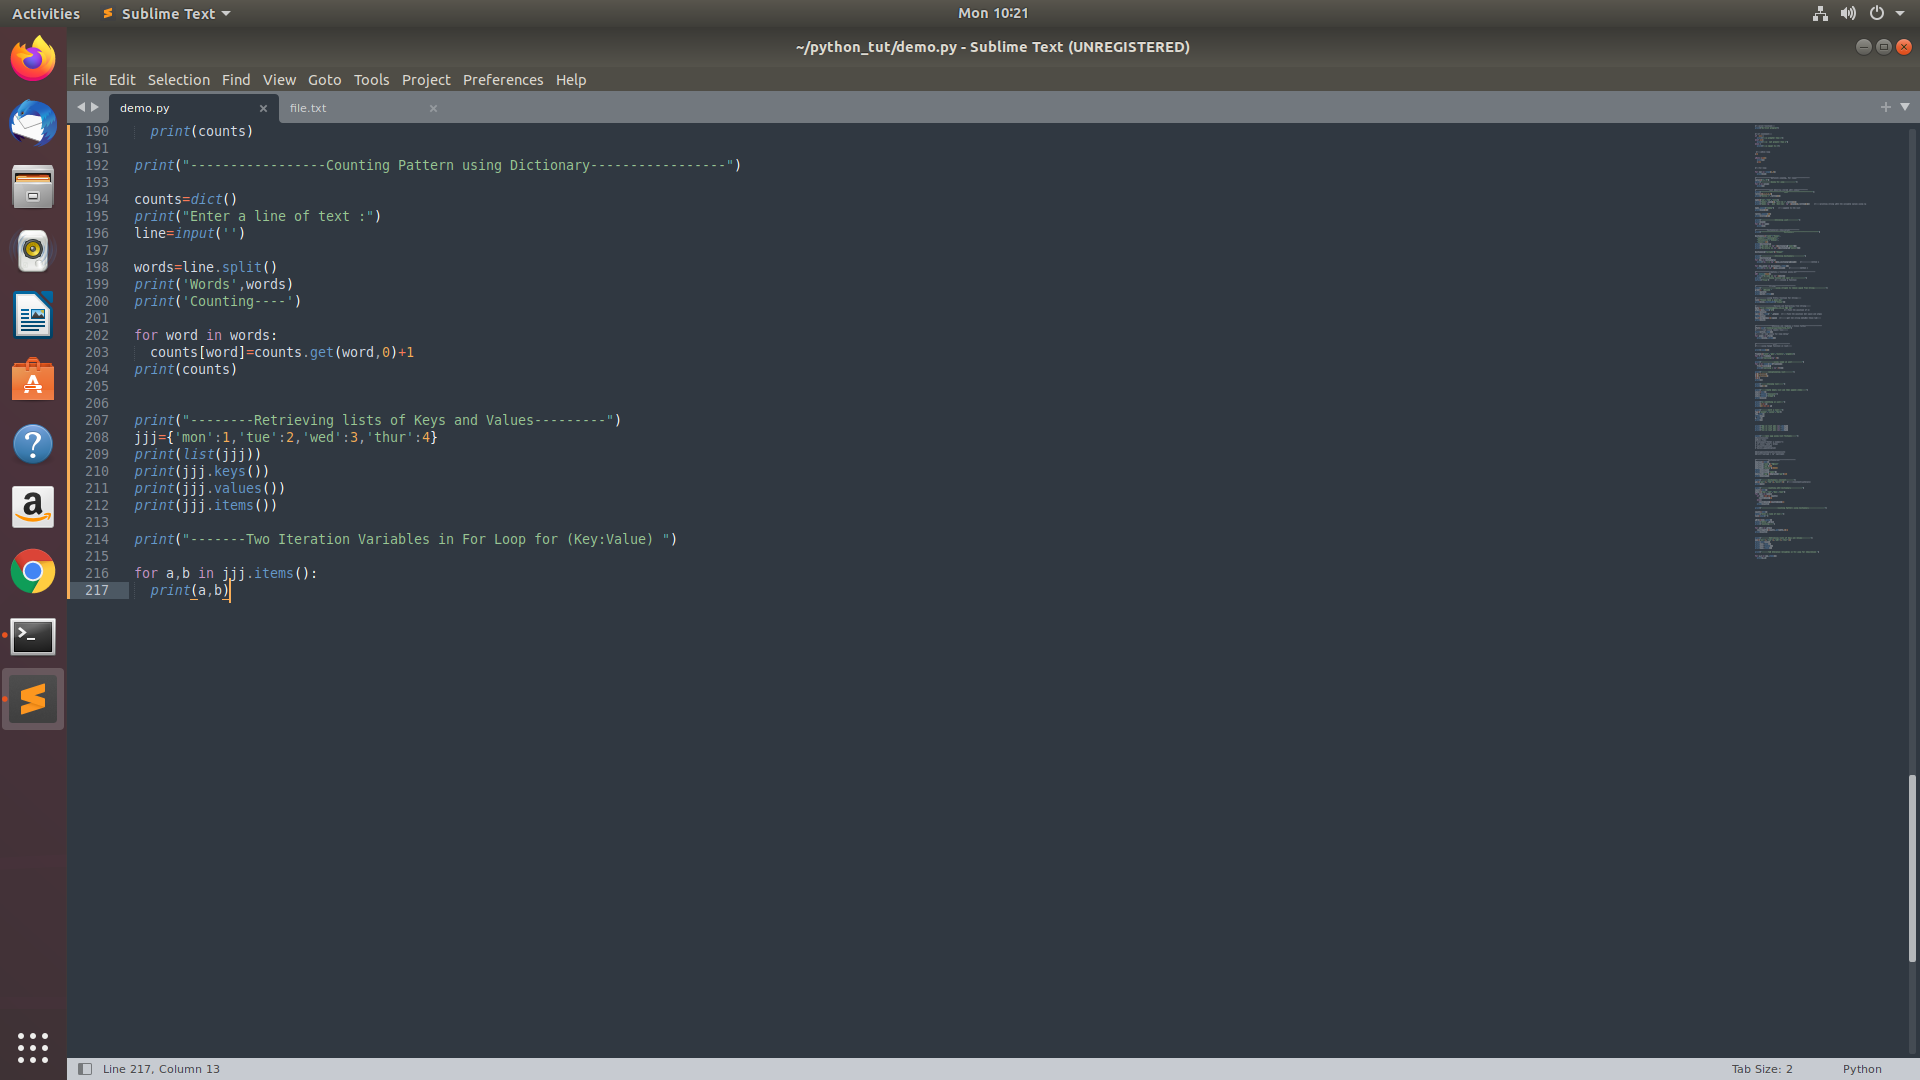 Activities Sublime Text Mon 10:21
~/python_tut/demo.py - Sublime Text (UNREGISTERED)
File Edit Selection Find View Goto Tools Project Preferences Help
demo.py × file.txt ×
190   print(counts)
191
192 print("-----------------Counting Pattern using Dictionary-----------------")
193
194 counts=dict()
195 print("Enter a line of text :")
196 line=input('')
197
198 words=line.split()
199 print('Words',words)
200 print('Counting----')
201
202 for word in words:
203   counts[word]=counts.get(word,0)+1
204 print(counts)
205
206
207 print("--------Retrieving lists of Keys and Values---------")
208 jjj={'mon':1,'tue':2,'wed':3,'thur':4}
209 print(list(jjj))
210 print(jjj.keys())
211 print(jjj.values())
212 print(jjj.items())
213
214 print("-------Two Iteration Variables in For Loop for (Key:Value) ")
215
216 for a,b in jjj.items():
217   print(a,b)
Line 217, Column 13 Tab Size: 2 Python